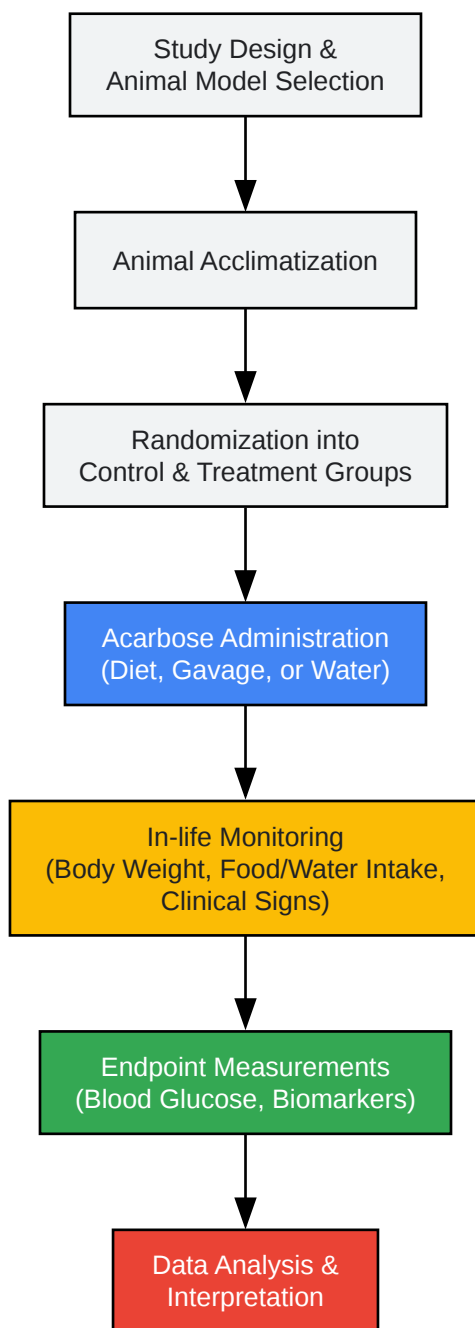 Study Design &
Animal Model Selection
Animal Acclimatization
Randomization into
Control & Treatment Groups
Acarbose Administration
(Diet, Gavage, or Water)
In-life Monitoring
(Body Weight, Food/Water Intake,
Clinical Signs)
Endpoint Measurements
(Blood Glucose, Biomarkers)
Data Analysis &
Interpretation